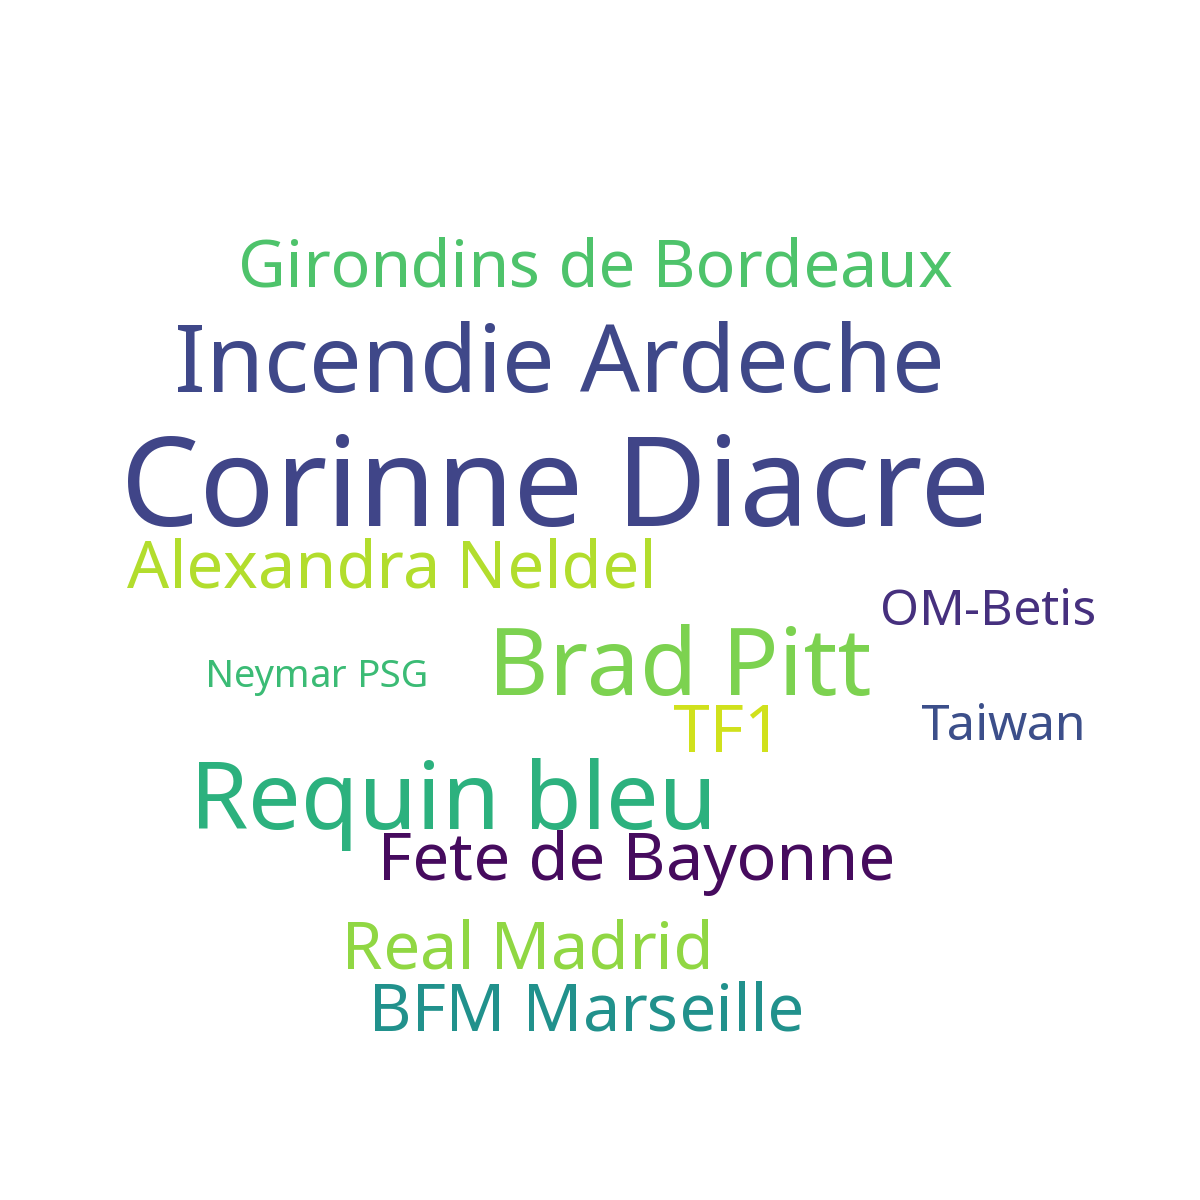 Girondins de Bordeaux
Incendie Ardeche
Corinne Diacre
Alexandra Neldel
OM-Betis
Brad Pitt
Neymar PSG
TF1
Taiwan
Requin bleu
Fete de Bayonne
Real Madrid
BFM Marseille